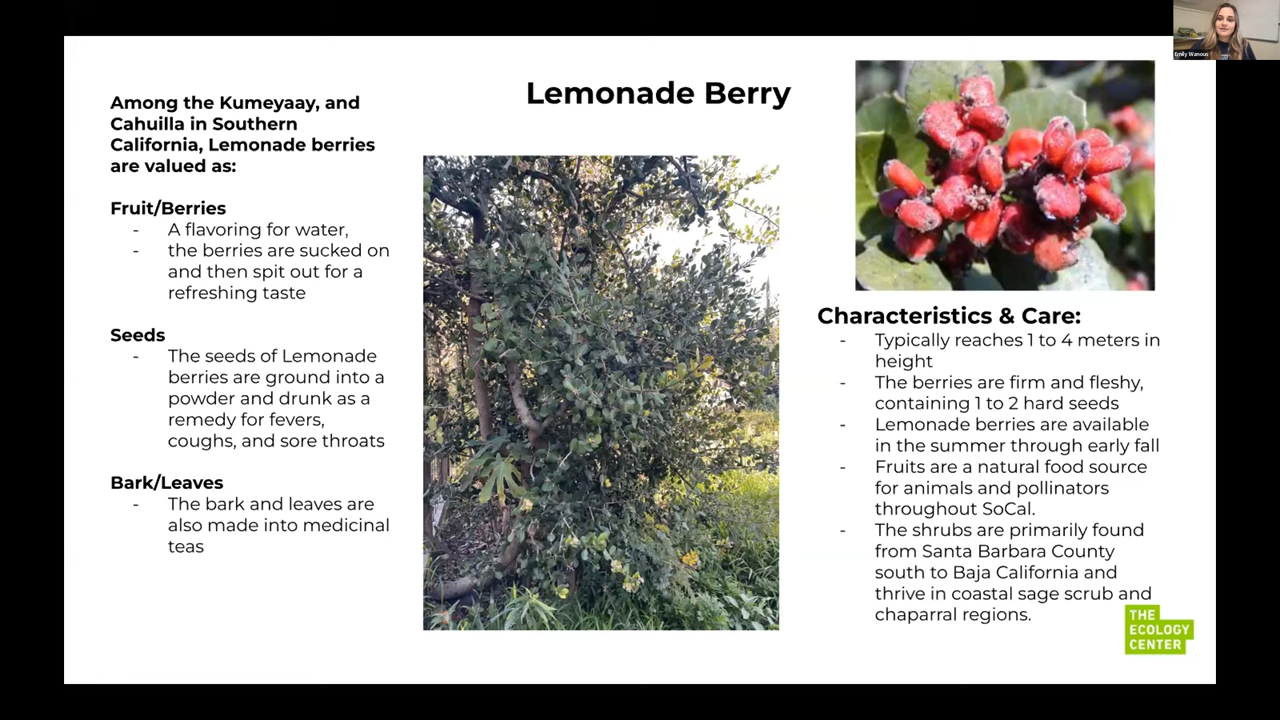 Lemonade Berry
Among the Kumeyaay, and
Cahuilla in Southern
California, Lemonade berries
are valued as:
Fruit/Berries
- A flavoring for water,
- the berries are sucked on
and then spit out for a
refreshing taste
Seeds
- The seeds of Lemonade
berries are ground into a
powder and drunk as a
remedy for fevers,
coughs, and sore throats
Bark/Leaves
- The bark and leaves are
also made into medicinal
teas
Characteristics & Care:
- Typically reaches 1 to 4 meters in
height
- The berries are firm and fleshy,
containing 1 to 2 hard seeds
- Lemonade berries are available
in the summer through early fall
- Fruits are a natural food source
for animals and pollinators
throughout SoCal.
- The shrubs are primarily found
from Santa Barbara County
south to Baja California and
thrive in coastal sage scrub and
chaparral regions.
THE
ECOLOGY
CENTER
Emily Wanous